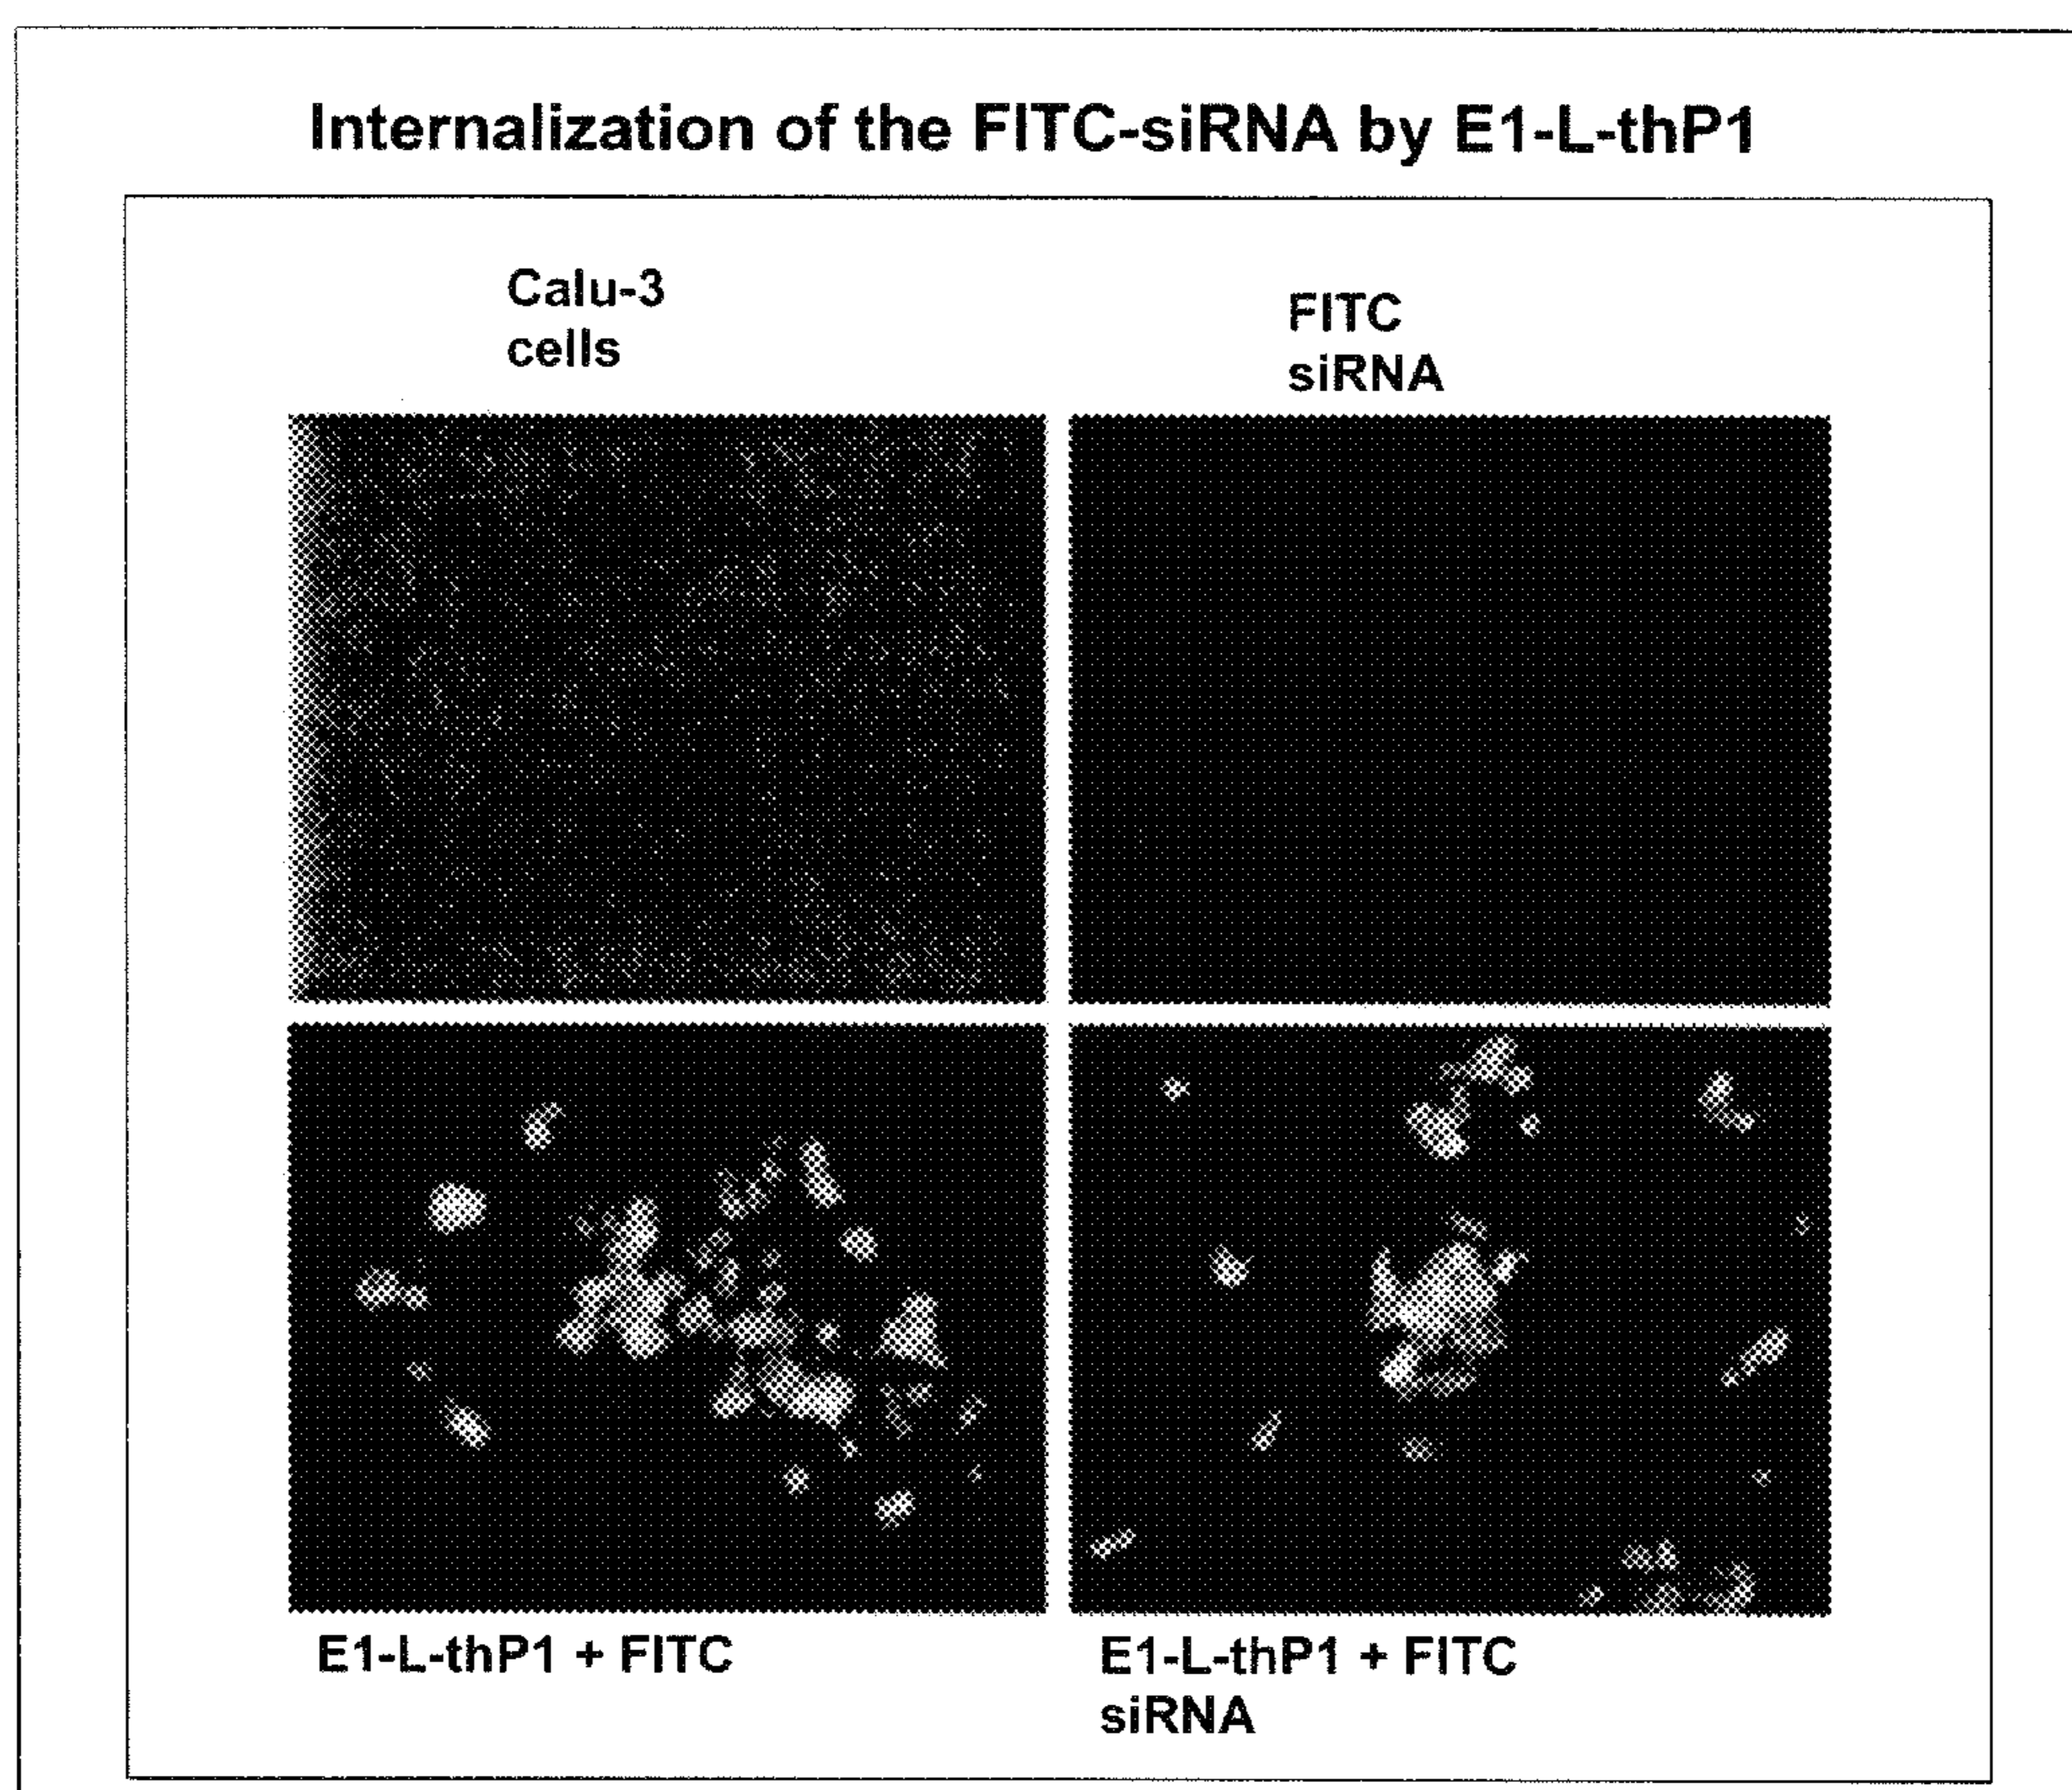 Internalization of the FITC-siRNA by E1-L-thP1
Calu-3
cells
FITC
siRNA
E1-L-thP1 + FITC
E1-L-thP1 + FITC
siRNA